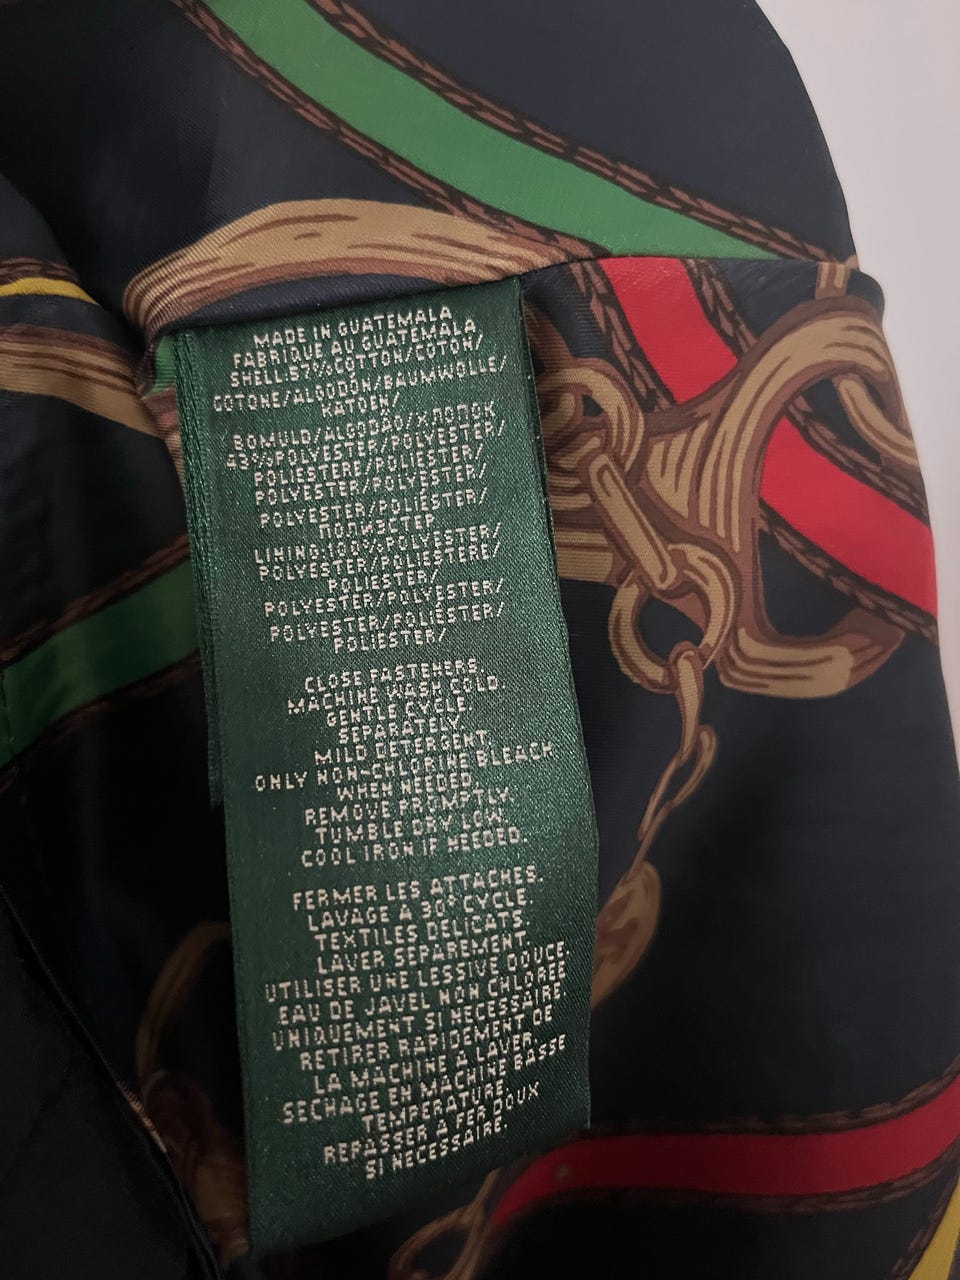 MADE IN GUATEMALA
FABRIQUE AU GUATEMALA
SHELL:57%COTTON/COTON/
COTONE/ALGODÓN/BAUMWOLLE/
KATOEN/
BOMULD/ALGODÃO/ХЛОПОК
43%POLYESTER/POLYESTER/
POLIESTERE/POLIÉSTER/
POLYESTER/POLYESTER/
POLYESTER/POLIÉSTER/
ПОЛИЭСТЕР
LINING:100%POLYESTER/
POLYESTER/POLIESTERE/
POLIÉSTER/
POLYESTER/POLYESTER/
POLYESTER/POLIÉSTER/
POLIESTER/
CLOSE FASTENERS.
MACHINE WASH COLD.
GENTLE CYCLE
SEPARATELY.
MILD DETERGENT.
ONLY NON-CHLORINE BLEACH
WHEN NEEDED.
REMOVE PROMPTLY.
TUMBLE DRY LOW.
COOL IRON IF NEEDED.
FERMER LES ATTACHES.
LAVAGE A 30° CYCLE
TEXTILES DÉLICATS.
LAVER SEPAREMENT.
UTILISER UNE LESSIVE DOUCE
EAU DE JAVEL NON CHLORÉE
UNIQUEMENT SI NECESSAIRE.
RETIRER RAPIDEMENT DE
LA MACHINE À LAVER.
SECHAGE EN MACHINE BASSE
TEMPÉRATURE.
REPASSER A FER DOUX
SI NÉCESSAIRE.